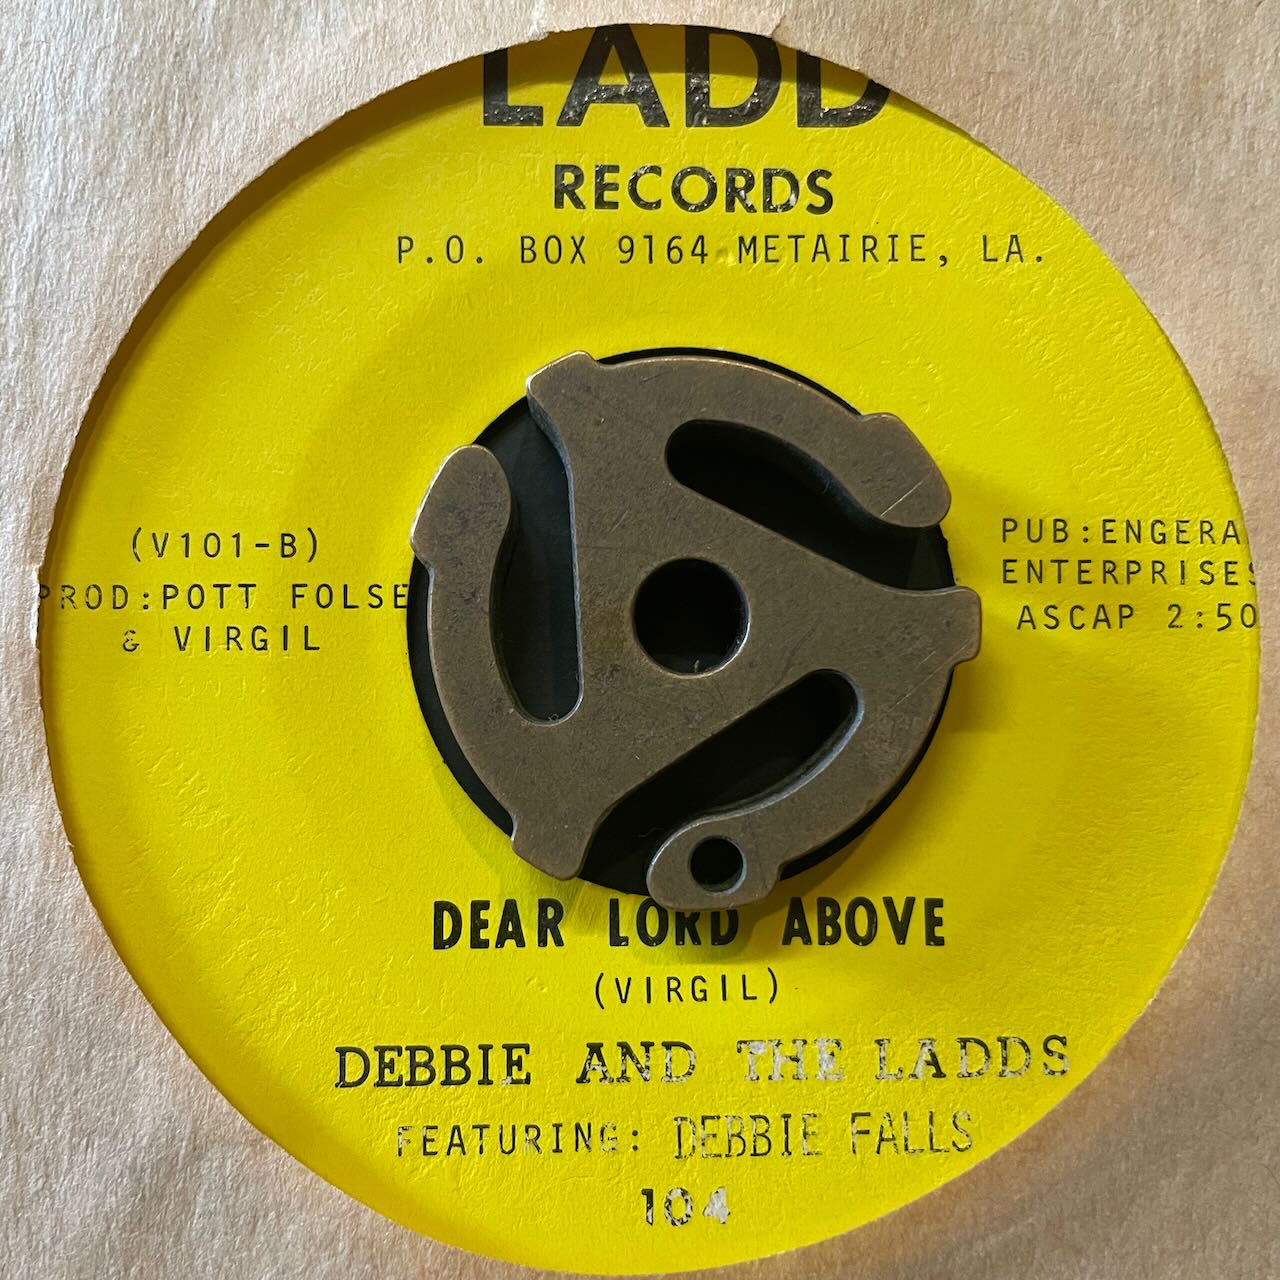 LADD
RECORDS
P.O. BOX 9164 METAIRIE, LA.
(V101-B)
PROD:POTT FOLSE
& VIRGIL
PUB:ENGERA
ENTERPRISES
ASCAP 2:50
DEAR LORD ABOVE
(VIRGIL)
DEBBIE AND THE LADDS
FEATURING: DEBBIE FALLS
104